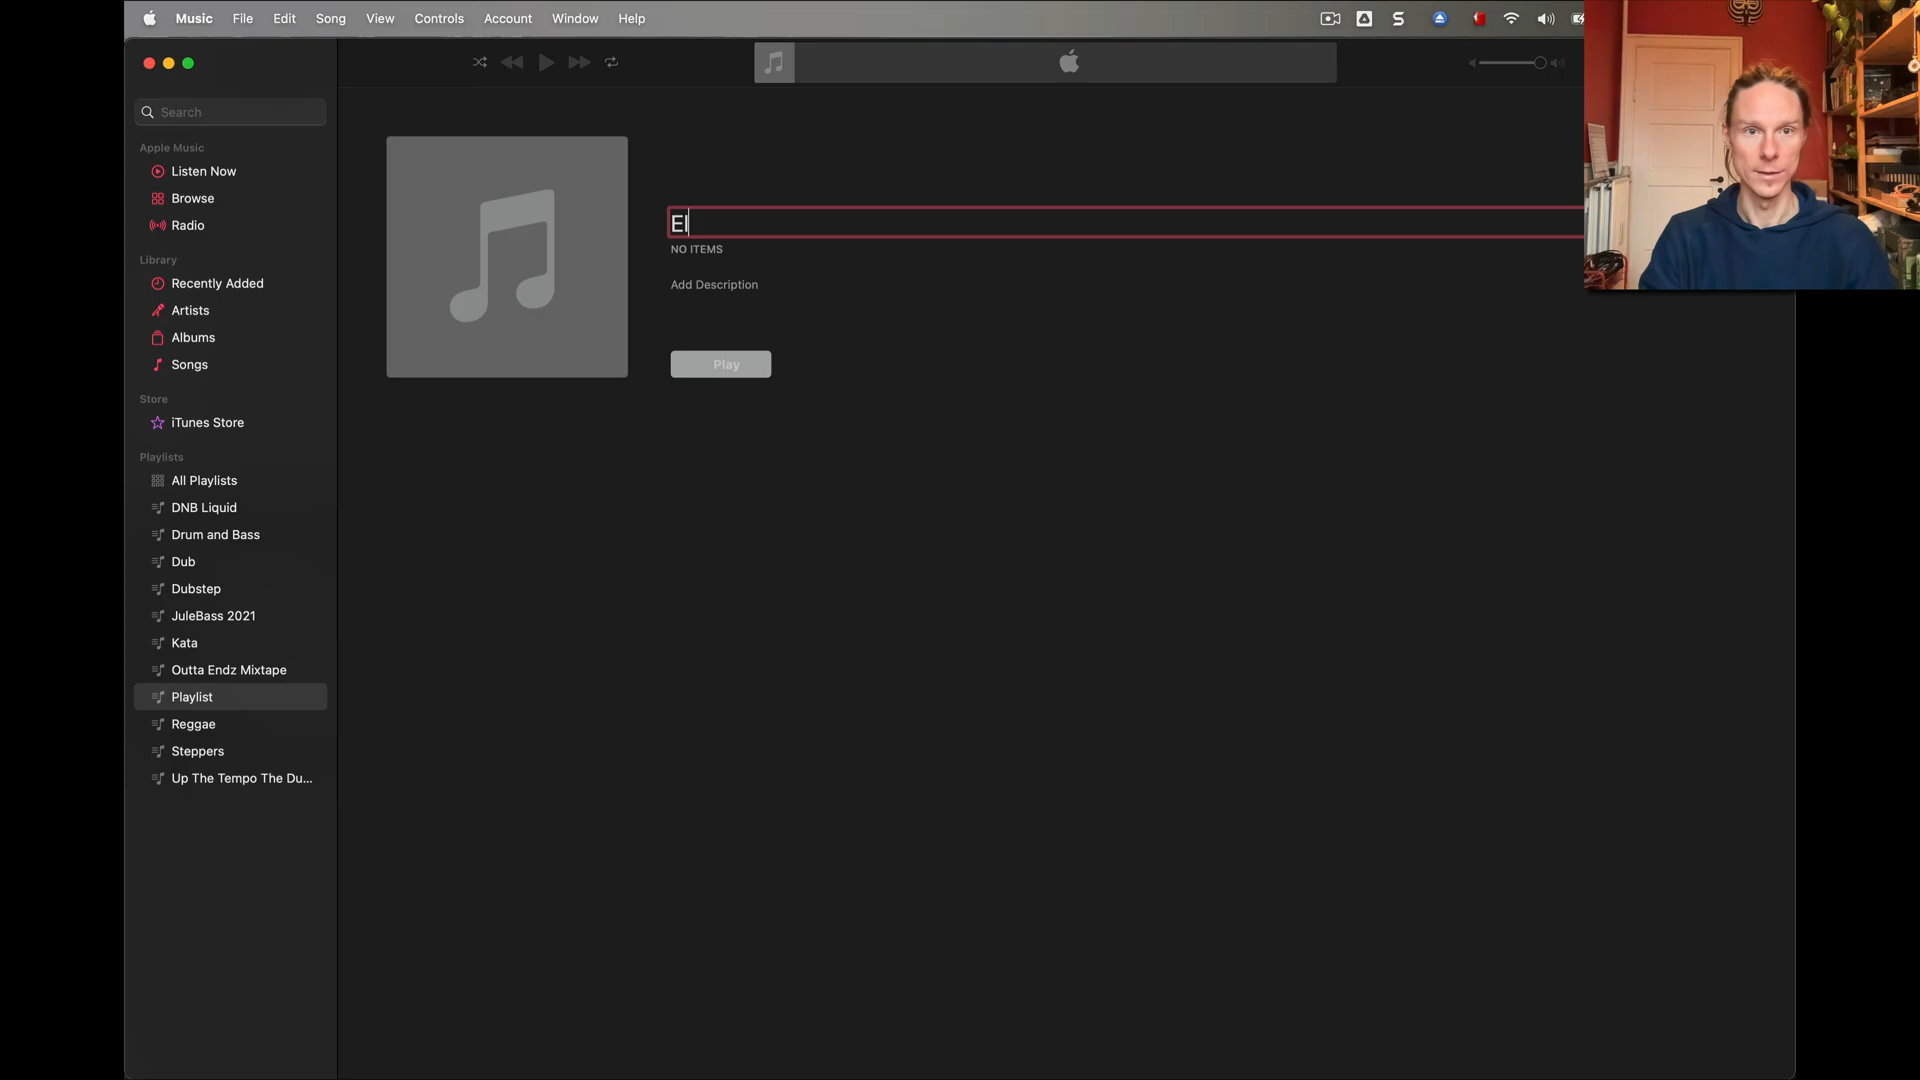 Music File Edit Song View Controls Account Window Help
Search
Apple Music
Listen Now
Browse
Radio
Library
Recently Added
Artists
Albums
Songs
Store
iTunes Store
Playlists
All Playlists
DNB Liquid
Drum and Bass
Dub
Dubstep
JuleBass 2021
Kata
Outta Endz Mixtape
Playlist
Reggae
Steppers
Up The Tempo The Du...
El
NO ITEMS
Add Description
Play